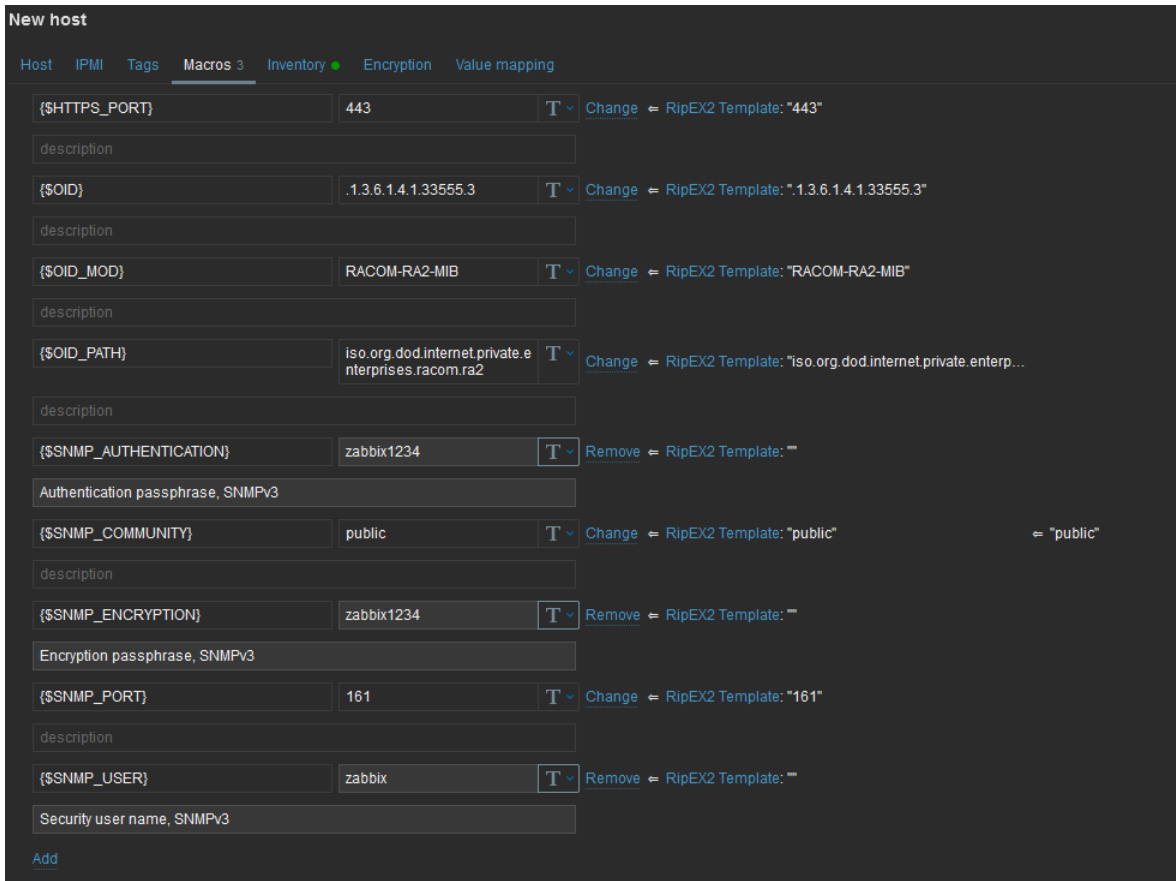 New host
Host IPMI Tags Macros 3 Inventory Encryption Value mapping
{$HTTPS_PORT} 443 T Change ⇐ RipEX2 Template: "443"
description
{$OID} .1.3.6.1.4.1.33555.3 T Change ⇐ RipEX2 Template: ".1.3.6.1.4.1.33555.3"
description
{$OID_MOD} RACOM-RA2-MIB T Change ⇐ RipEX2 Template: "RACOM-RA2-MIB"
description
{$OID_PATH} iso.org.dod.internet.private.e T Change ⇐ RipEX2 Template: "iso.org.dod.internet.private.enterp...
nterprises.racom.ra2
description
{$SNMP_AUTHENTICATION} zabbix1234 T Remove ⇐ RipEX2 Template: ""
Authentication passphrase, SNMPv3
{$SNMP_COMMUNITY} public T Change ⇐ RipEX2 Template: "public" ⇐ "public"
description
{$SNMP_ENCRYPTION} zabbix1234 T Remove ⇐ RipEX2 Template: ""
Encryption passphrase, SNMPv3
{$SNMP_PORT} 161 T Change ⇐ RipEX2 Template: "161"
description
{$SNMP_USER} zabbix T Remove ⇐ RipEX2 Template: ""
Security user name, SNMPv3
Add